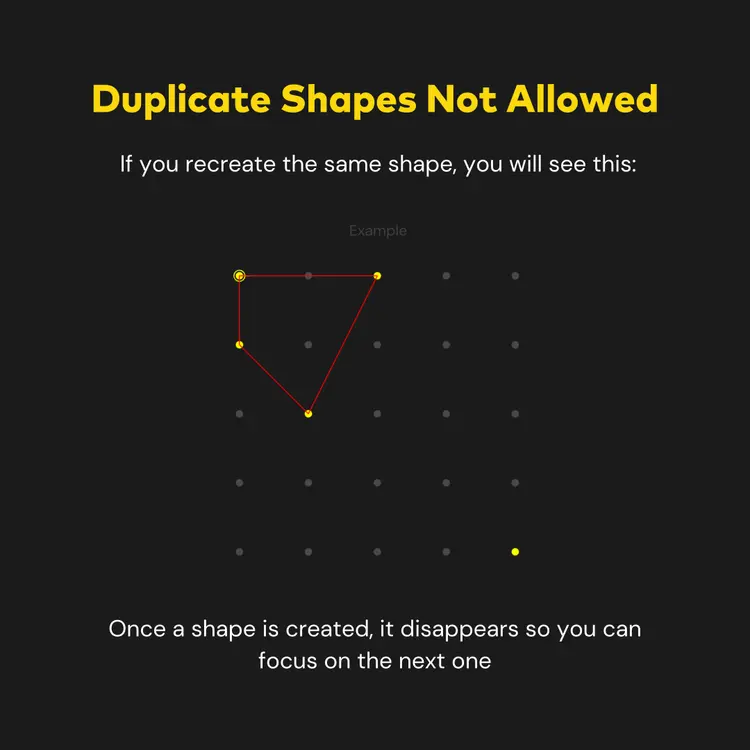 Duplicate Shapes Not Allowed
If you recreate the same shape, you will see this:
Example
Once a shape is created, it disappears so you can
focus on the next one